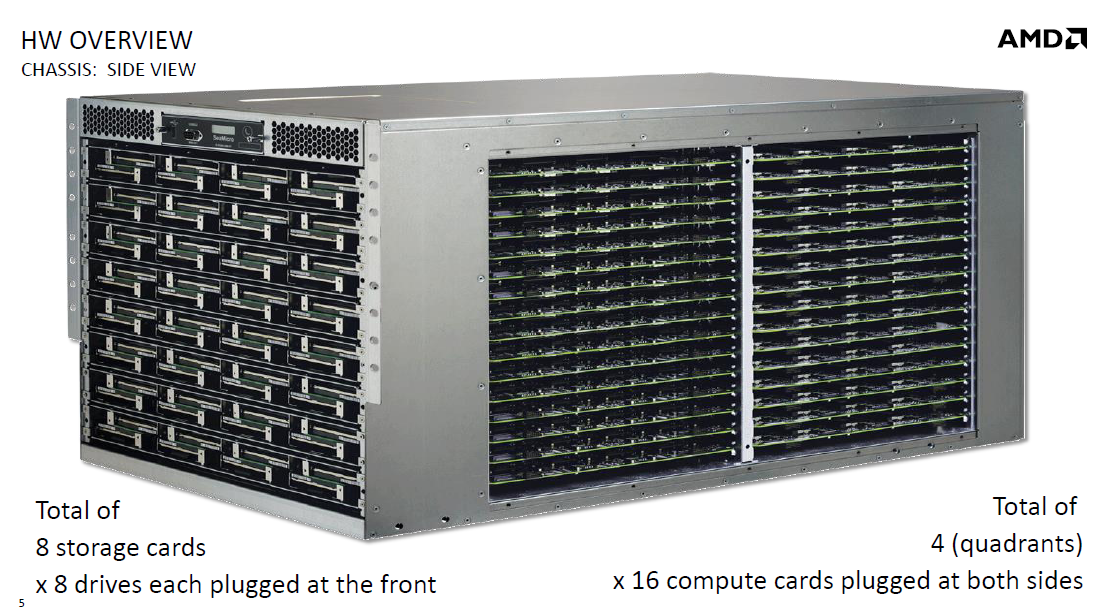 HW OVERVIEW
CHASSIS: SIDE VIEW
AMD
SeaMicro
Total of
8 storage cards
x 8 drives each plugged at the front
Total of
4 (quadrants)
x 16 compute cards plugged at both sides
5